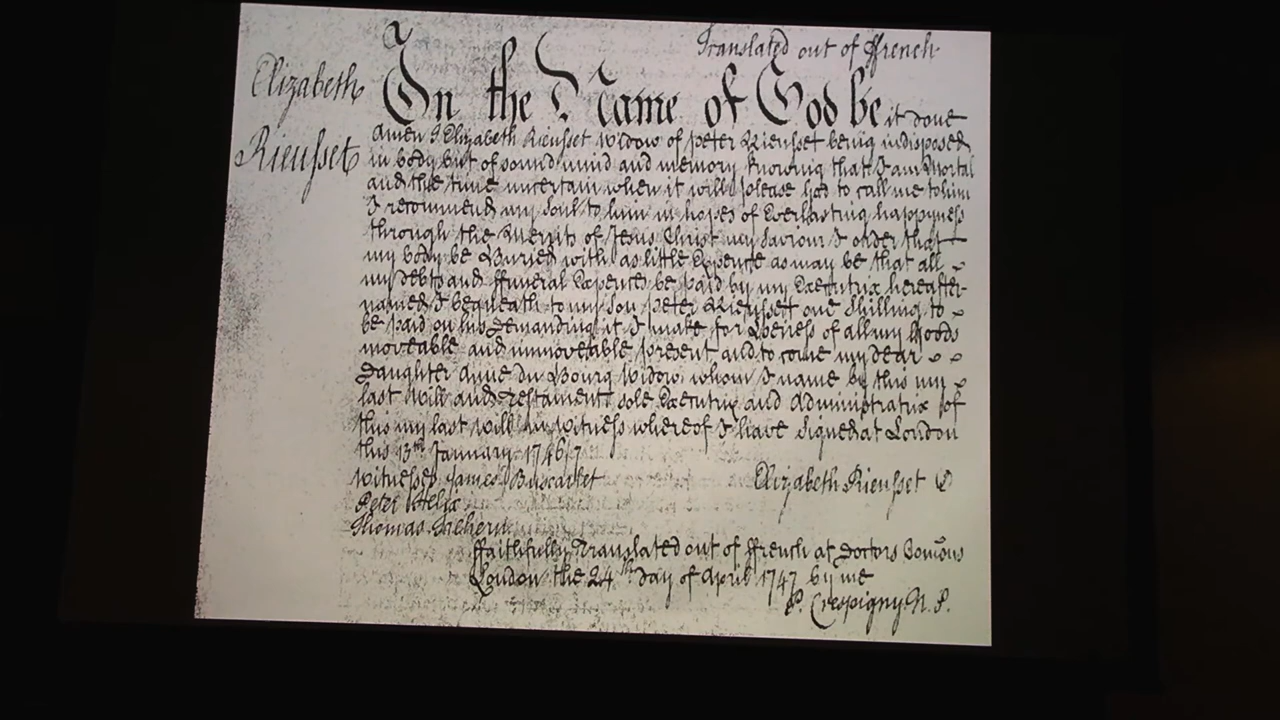 Translated out of ffrench
Elizabeth
Rieusset
In the Name of God be it done
Amen I Elizabeth Rieusset Widow of Peter Rieusset being indisposed
in body but of sound mind and memory knowing that I am Mortal
and the time uncertain when it will please God to call me to him
I recommend my Soul to him in hopes of Everlasting happyness
through the Merrits of Jesus Christ my Saviour I order that
my body be Buried with as little Expence as may be that all
my Debts and ffuneral Expences be paid by my Executrix hereafter
named I bequeath to my Son Peter Rieusset one Shilling to
be paid on his Demanding it I make for of all my Goods
moveable and immoveable present and to come my Dear
Daughter Anne du Bourg Widow whom I name by this my
last Will and Testament sole Executrix and Administratrix of
this my last Will in Witness whereof I have Signed at London
this 13th January 1746/7
Witnesses James Buscarlet
Elizabeth Rieusset
Peter
Thomas
ffaithfully Translated out of ffrench at Doctors Comons
London the 24th Day of April 1747 by me
P. Crespigny N. P.